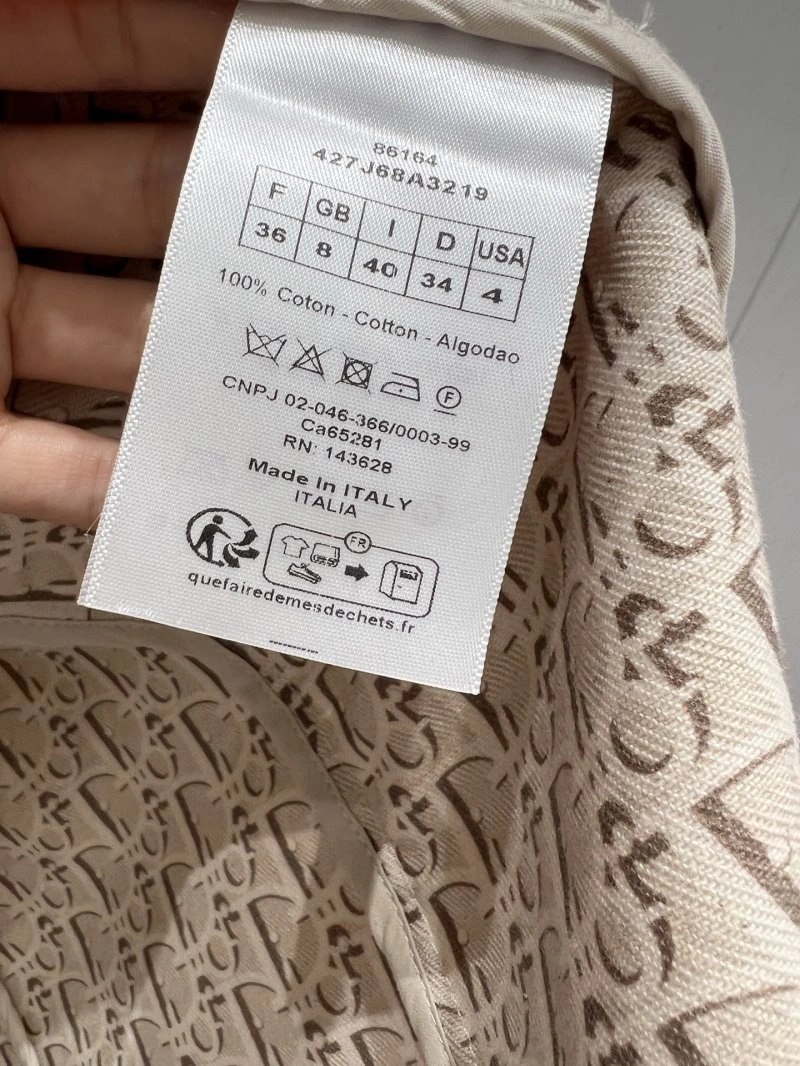 86164
427J68A3219
F GB I D USA
36 8 40 34 4
100% Coton - Cotton - Algodao
F
CNPJ 02-046-366/0003-99
Ca65281
RN: 143628
Made In ITALY
ITALIA
FR
quefairedemesdechets.fr